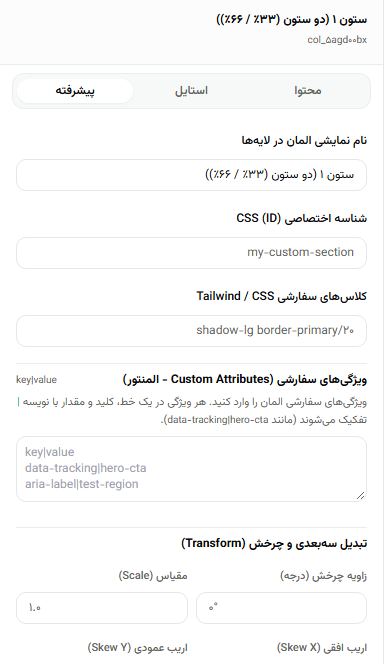 ستون ۱ (دو ستون (۳۳٪ / ۶۶٪))
col_۵agd۰۰bx
محتوا
استایل
پیشرفته
نام نمایشی المان در لایه‌ها
ستون ۱ (دو ستون (۳۳٪ / ۶۶٪))
شناسه اختصاصی CSS (ID)
my-custom-section
کلاس‌های سفارشی Tailwind / CSS
shadow-lg border-primary/۲۰
ویژگی‌های سفارشی (Custom Attributes - المنتور)
key|value
ویژگی‌های سفارشی المان را وارد کنید. هر ویژگی در یک خط، کلید و مقدار با نویسه |
تفکیک می‌شوند (مانند data-tracking|hero-cta).
key|value
data-tracking|hero-cta
aria-label|test-region
تبدیل سه‌بعدی و چرخش (Transform)
زاویه چرخش (درجه)
مقیاس (Scale)
۰°
۱.۰
اریب افقی (Skew X)
اریب عمودی (Skew Y)